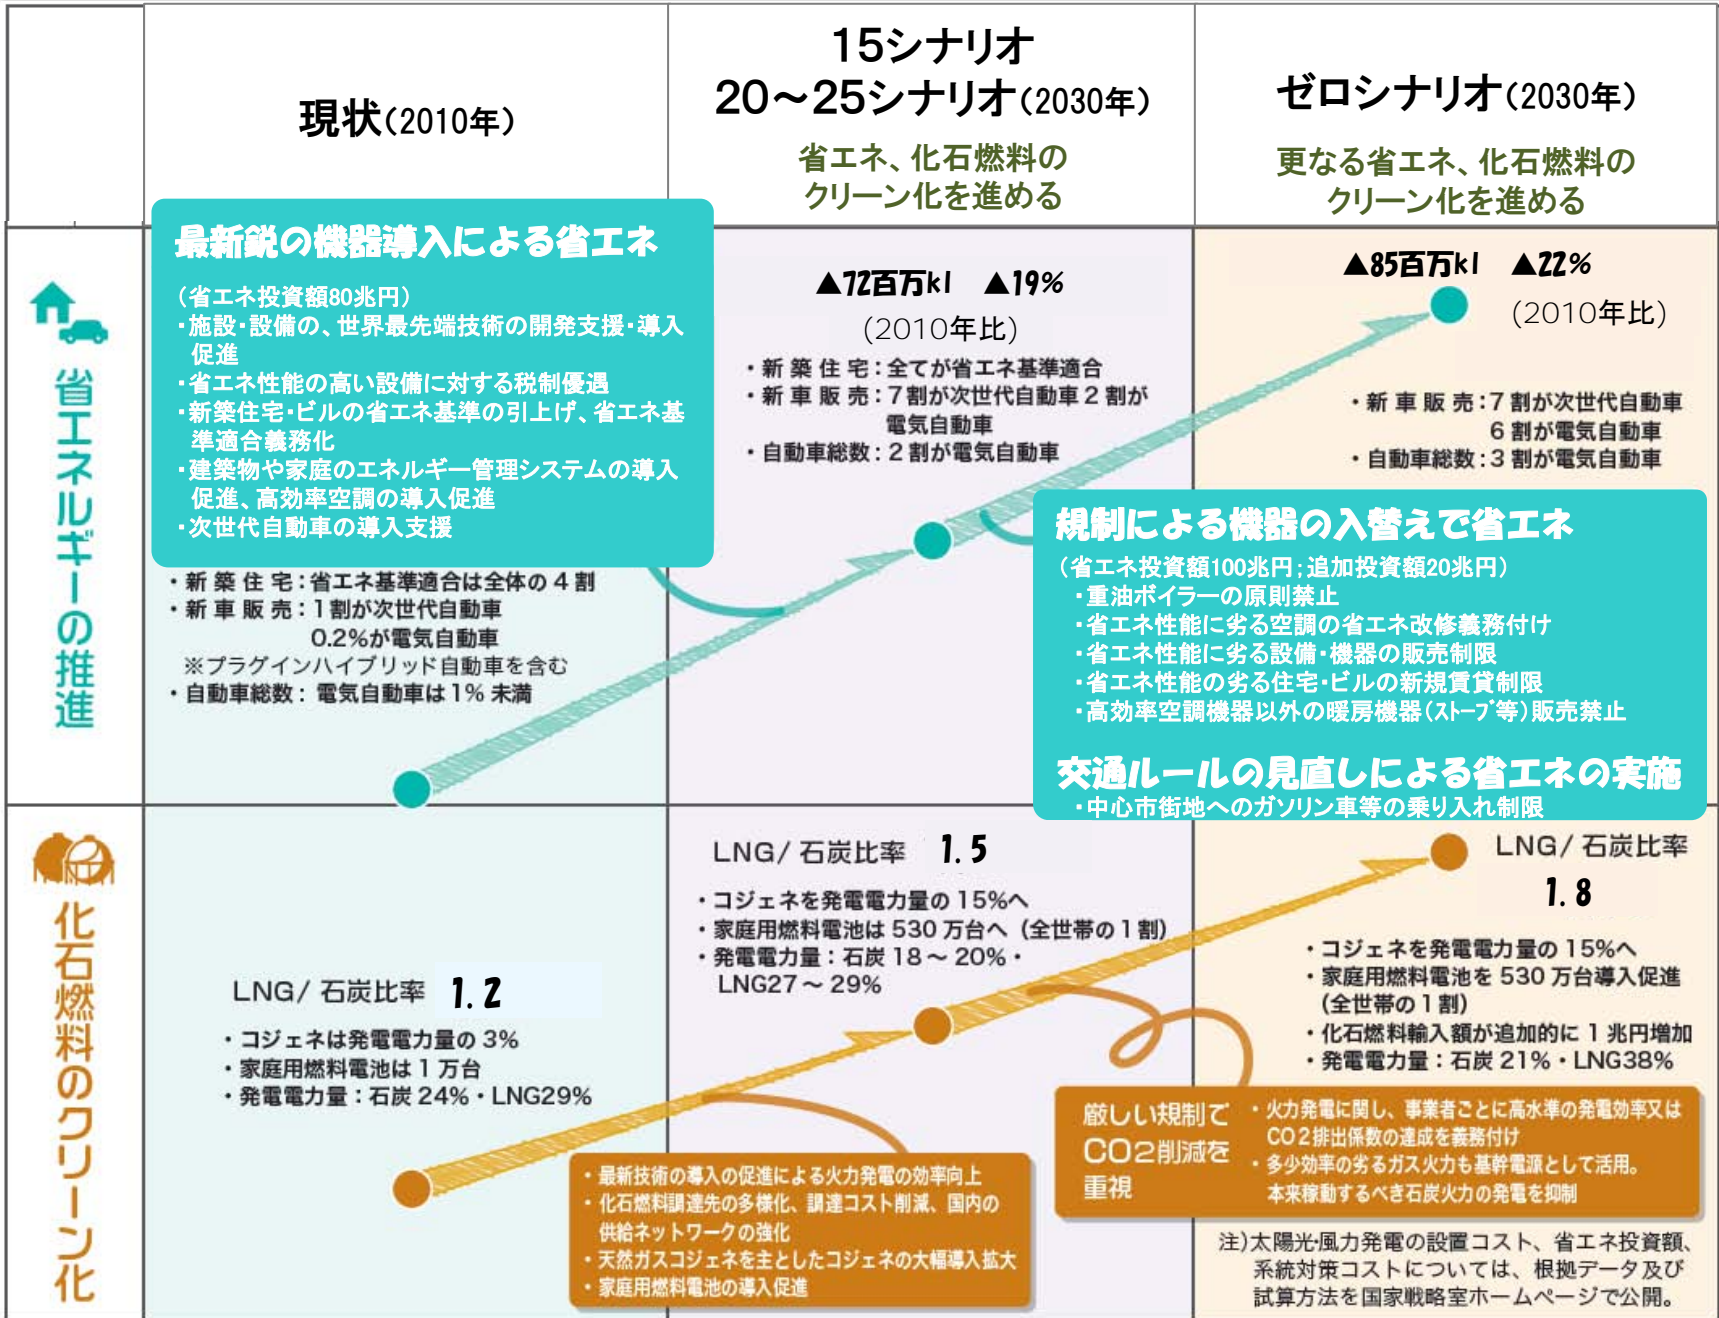 現状(2010年)
15シナリオ
20～25シナリオ(2030年)
省エネ、化石燃料の
クリーン化を進める
ゼロシナリオ(2030年)
更なる省エネ、化石燃料の
クリーン化を進める
省エネルギーの推進
最新鋭の機器導入による省エネ
(省エネ投資額80兆円)
・施設・設備の、世界最先端技術の開発支援・導入
促進
・省エネ性能の高い設備に対する税制優遇
・新築住宅・ビルの省エネ基準の引上げ、省エネ基
準適合義務化
・建築物や家庭のエネルギー管理システムの導入
促進、高効率空調の導入促進
・次世代自動車の導入支援
・新築住宅：省エネ基準適合は全体の4割
・新車販売：1割が次世代自動車
0.2%が電気自動車
※プラグインハイブリッド自動車を含む
・自動車総数：電気自動車は1%未満
▲72百万kl ▲19%
(2010年比)
・新築住宅：全てが省エネ基準適合
・新車販売：7割が次世代自動車2割が
電気自動車
・自動車総数：2割が電気自動車
▲85百万kl ▲22%
(2010年比)
・新車販売：7割が次世代自動車
6割が電気自動車
・自動車総数：3割が電気自動車
規制による機器の入替えで省エネ
(省エネ投資額100兆円；追加投資額20兆円)
・重油ボイラーの原則禁止
・省エネ性能に劣る空調の省エネ改修義務付け
・省エネ性能に劣る設備・機器の販売制限
・省エネ性能の劣る住宅・ビルの新規賃貸制限
・高効率空調機器以外の暖房機器(ストーブ等)販売禁止
交通ルールの見直しによる省エネの実施
・中心市街地へのガソリン車等の乗り入れ制限
化石燃料のクリーン化
LNG/石炭比率 1.2
・コジェネは発電電力量の3%
・家庭用燃料電池は1万台
・発電電力量：石炭24%・LNG29%
LNG/石炭比率 1.5
・コジェネを発電電力量の15%へ
・家庭用燃料電池は530万台へ(全世帯の1割)
・発電電力量：石炭18～20%・
LNG27～29%
・最新技術の導入の促進による火力発電の効率向上
・化石燃料調達先の多様化、調達コスト削減、国内の
供給ネットワークの強化
・天然ガスコジェネを主としたコジェネの大幅導入拡大
・家庭用燃料電池の導入促進
LNG/石炭比率
1.8
・コジェネを発電電力量の15%へ
・家庭用燃料電池を530万台導入促進
(全世帯の1割)
・化石燃料輸入額が追加的に1兆円増加
・発電電力量：石炭21%・LNG38%
厳しい規制で
CO2削減を
重視
・火力発電に関し、事業者ごとに高水準の発電効率又は
CO2排出係数の達成を義務付け
・多少効率の劣るガス火力も基幹電源として活用。
本来稼動するべき石炭火力の発電を抑制
注)太陽光・風力発電の設置コスト、省エネ投資額、
系統対策コストについては、根拠データ及び
試算方法を国家戦略室ホームページで公開。